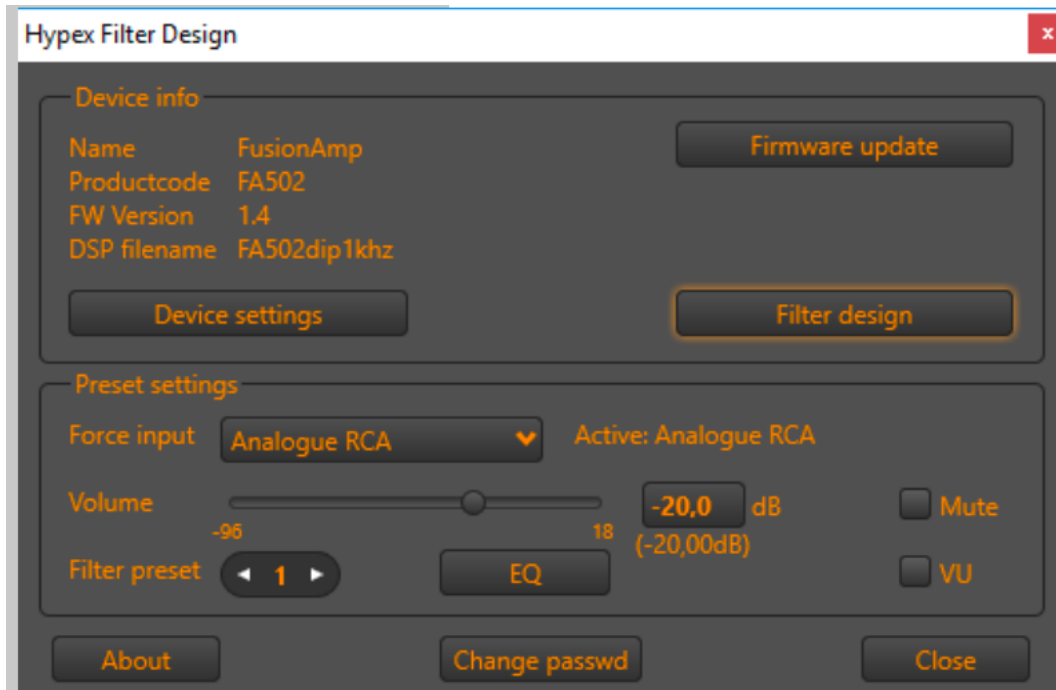 Hypex Filter Design
x
Device info
Name FusionAmp
Firmware update
Productcode FA502
FW Version 1.4
DSP filename FA502dip1khz
Device settings
Filter design
Preset settings
Force input Analogue RCA Active: Analogue RCA
Volume -20,0 dB Mute
-96 18 (-20,00dB)
Filter preset 1 EQ VU
About Change passwd Close